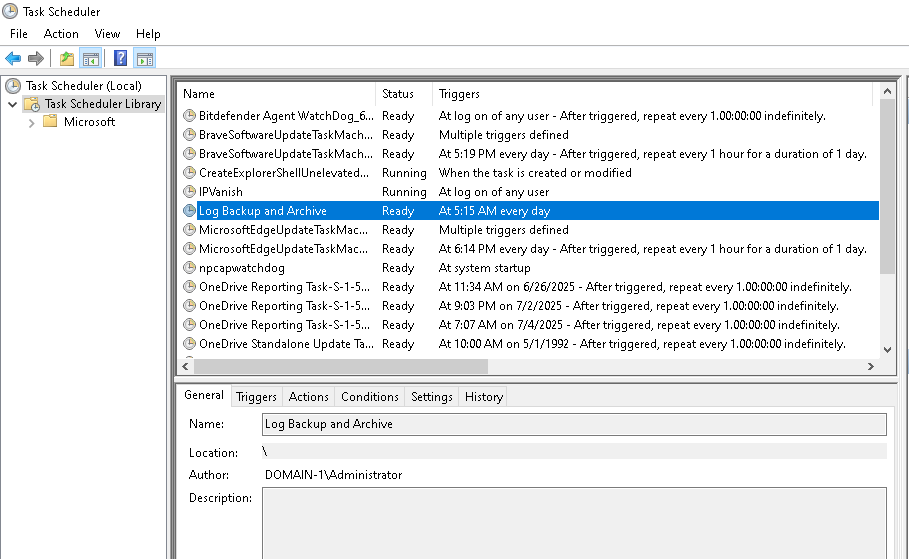 Task Scheduler
File Action View Help
Task Scheduler (Local)
Task Scheduler Library
Microsoft
Name Status Triggers
Bitdefender Agent WatchDog_6... Ready At log on of any user - After triggered, repeat every 1.00:00:00 indefinitely.
BraveSoftwareUpdateTaskMach... Ready Multiple triggers defined
BraveSoftwareUpdateTaskMach... Ready At 5:19 PM every day - After triggered, repeat every 1 hour for a duration of 1 day.
CreateExplorerShellUnelevated... Running When the task is created or modified
IPVanish Running At log on of any user
Log Backup and Archive Ready At 5:15 AM every day
MicrosoftEdgeUpdateTaskMac... Ready Multiple triggers defined
MicrosoftEdgeUpdateTaskMac... Ready At 6:14 PM every day - After triggered, repeat every 1 hour for a duration of 1 day.
npcapwatchdog Ready At system startup
OneDrive Reporting Task-S-1-5... Ready At 11:34 AM on 6/26/2025 - After triggered, repeat every 1.00:00:00 indefinitely.
OneDrive Reporting Task-S-1-5... Ready At 9:03 PM on 7/2/2025 - After triggered, repeat every 1.00:00:00 indefinitely.
OneDrive Reporting Task-S-1-5... Ready At 7:07 AM on 7/4/2025 - After triggered, repeat every 1.00:00:00 indefinitely.
OneDrive Standalone Update Ta... Ready At 10:00 AM on 5/1/1992 - After triggered, repeat every 1.00:00:00 indefinitely.
General Triggers Actions Conditions Settings History
Name: Log Backup and Archive
Location: \
Author: DOMAIN-1\Administrator
Description: